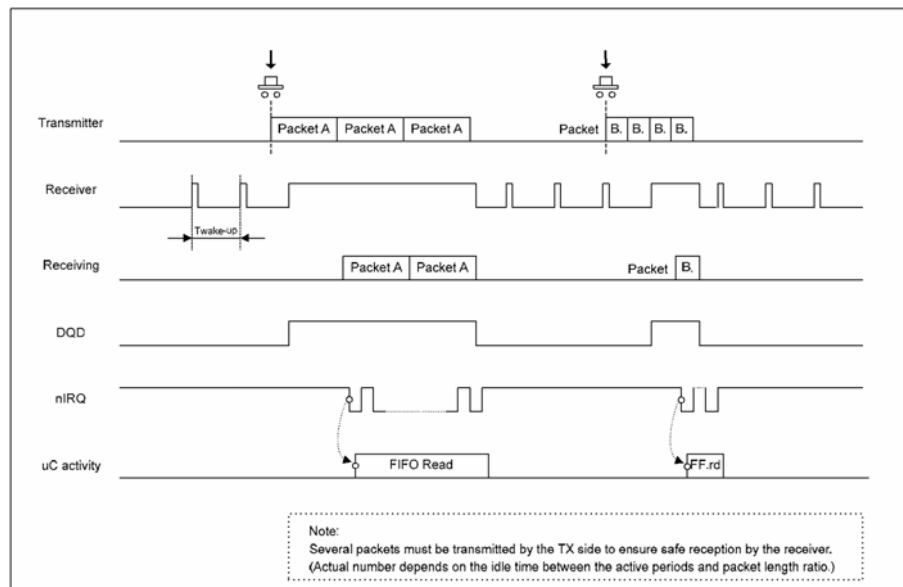 Transmitter
Packet A Packet A Packet A
Packet B. B. B. B.
Receiver
Twake-up
Receiving
Packet A Packet A
Packet B.
DQD
nIRQ
uC activity
FIFO Read
FF.rd
Note:
Several packets must be transmitted by the TX side to ensure safe reception by the receiver.
(Actual number depends on the idle time between the active periods and packet length ratio.)